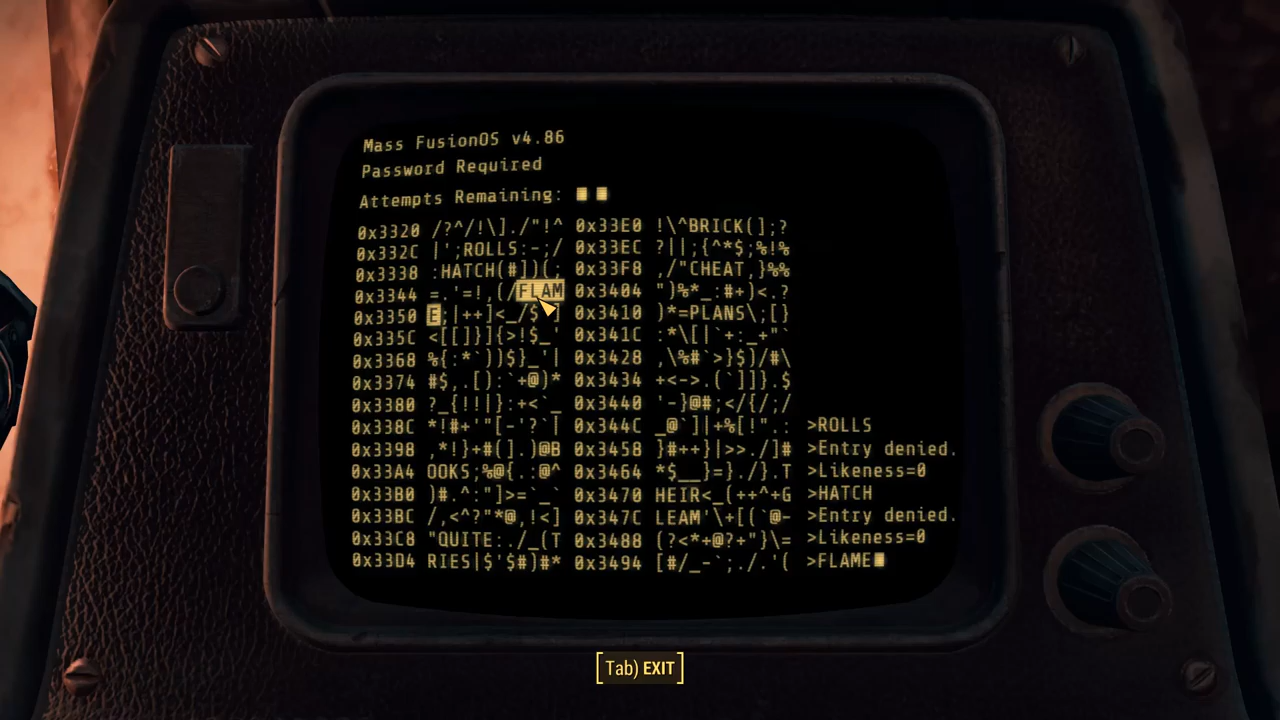 Mass FusionOS v4.86
Password Required
Attempts Remaining:
0x3320 /?^/!\]./"!^ 0x33E0 !\^BRICK(];?
0x332C |';ROLLS:-;/ 0x33EC ?||;{^*$;%!%
0x3338 :HATCH(#])(; 0x33F8 ,/"CHEAT,}%%
0x3344 =.'=!,(/FLAM 0x3404 ")%*_:#+)<.?
0x3350 E;|++]<_/$ ] 0x3410 )*=PLANS\;[}
0x335C <[[]}]{>!$_' 0x341C :*\[|`+:_+"`
0x3368 %{:*`))$}_'| 0x3428 ,\%#`>}$)/#\
0x3374 #$,.[):`+@)* 0x3434 +<->.(`]]}.$
0x3380 ?_{!!|}:+<`_ 0x3440 '-}@#;</{/;/
0x338C *!#+'"[-'?`| 0x344C _@`]|+%[!".: >ROLLS
0x3398 ,*!}+#(].)@B 0x3458 }#++}|>>./]# >Entry denied.
0x33A4 OOKS;%@{.:@^ 0x3464 *$__}=}./}.T >Likeness=0
0x33B0 )#.^:"]>=`_` 0x3470 HEIR<_(++^+G >HATCH
0x33BC /,<^?"*@,!<] 0x347C LEAM'\+[(`@- >Entry denied.
0x33C8 "QUITE:./_(T 0x3488 (?<*+@?+"}\= >Likeness=0
0x33D4 RIES|$'$#)#* 0x3494 [#/_-`;./.'( >FLAME
Tab) EXIT